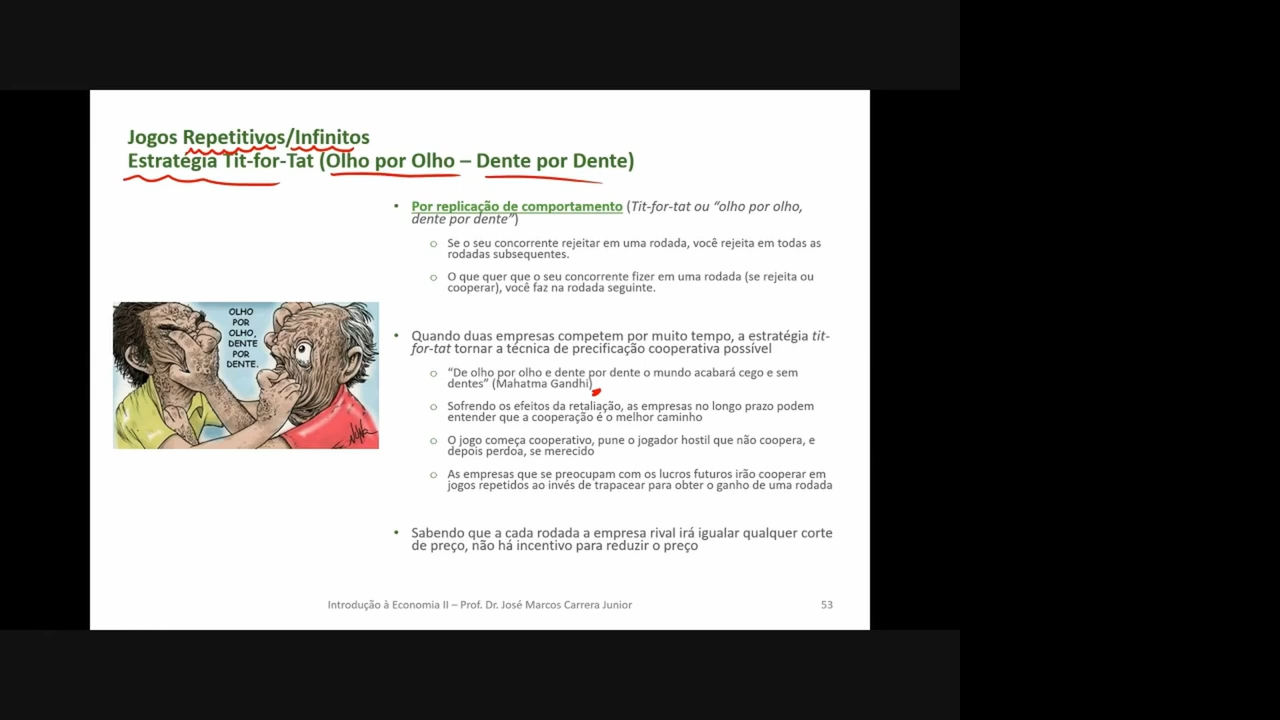 Jogos Repetitivos/Infinitos
Estratégia Tit-for-Tat (Olho por Olho – Dente por Dente)
• Por replicação de comportamento (Tit-for-tat ou “olho por olho,
dente por dente”)
o Se o seu concorrente rejeitar em uma rodada, você rejeita em todas as
rodadas subsequentes.
o O que quer que o seu concorrente fizer em uma rodada (se rejeita ou
cooperar), você faz na rodada seguinte.
OLHO
POR
OLHO,
DENTE
POR
DENTE.
• Quando duas empresas competem por muito tempo, a estratégia tit-
for-tat tornar a técnica de precificação cooperativa possível
o “De olho por olho e dente por dente o mundo acabará cego e sem
dentes” (Mahatma Gandhi)
o Sofrendo os efeitos da retaliação, as empresas no longo prazo podem
entender que a cooperação é o melhor caminho
o O jogo começa cooperativo, pune o jogador hostil que não coopera, e
depois perdoa, se merecido
o As empresas que se preocupam com os lucros futuros irão cooperar em
jogos repetidos ao invés de trapacear para obter o ganho de uma rodada
• Sabendo que a cada rodada a empresa rival irá igualar qualquer corte
de preço, não há incentivo para reduzir o preço
Introdução à Economia II – Prof. Dr. José Marcos Carrera Junior
53